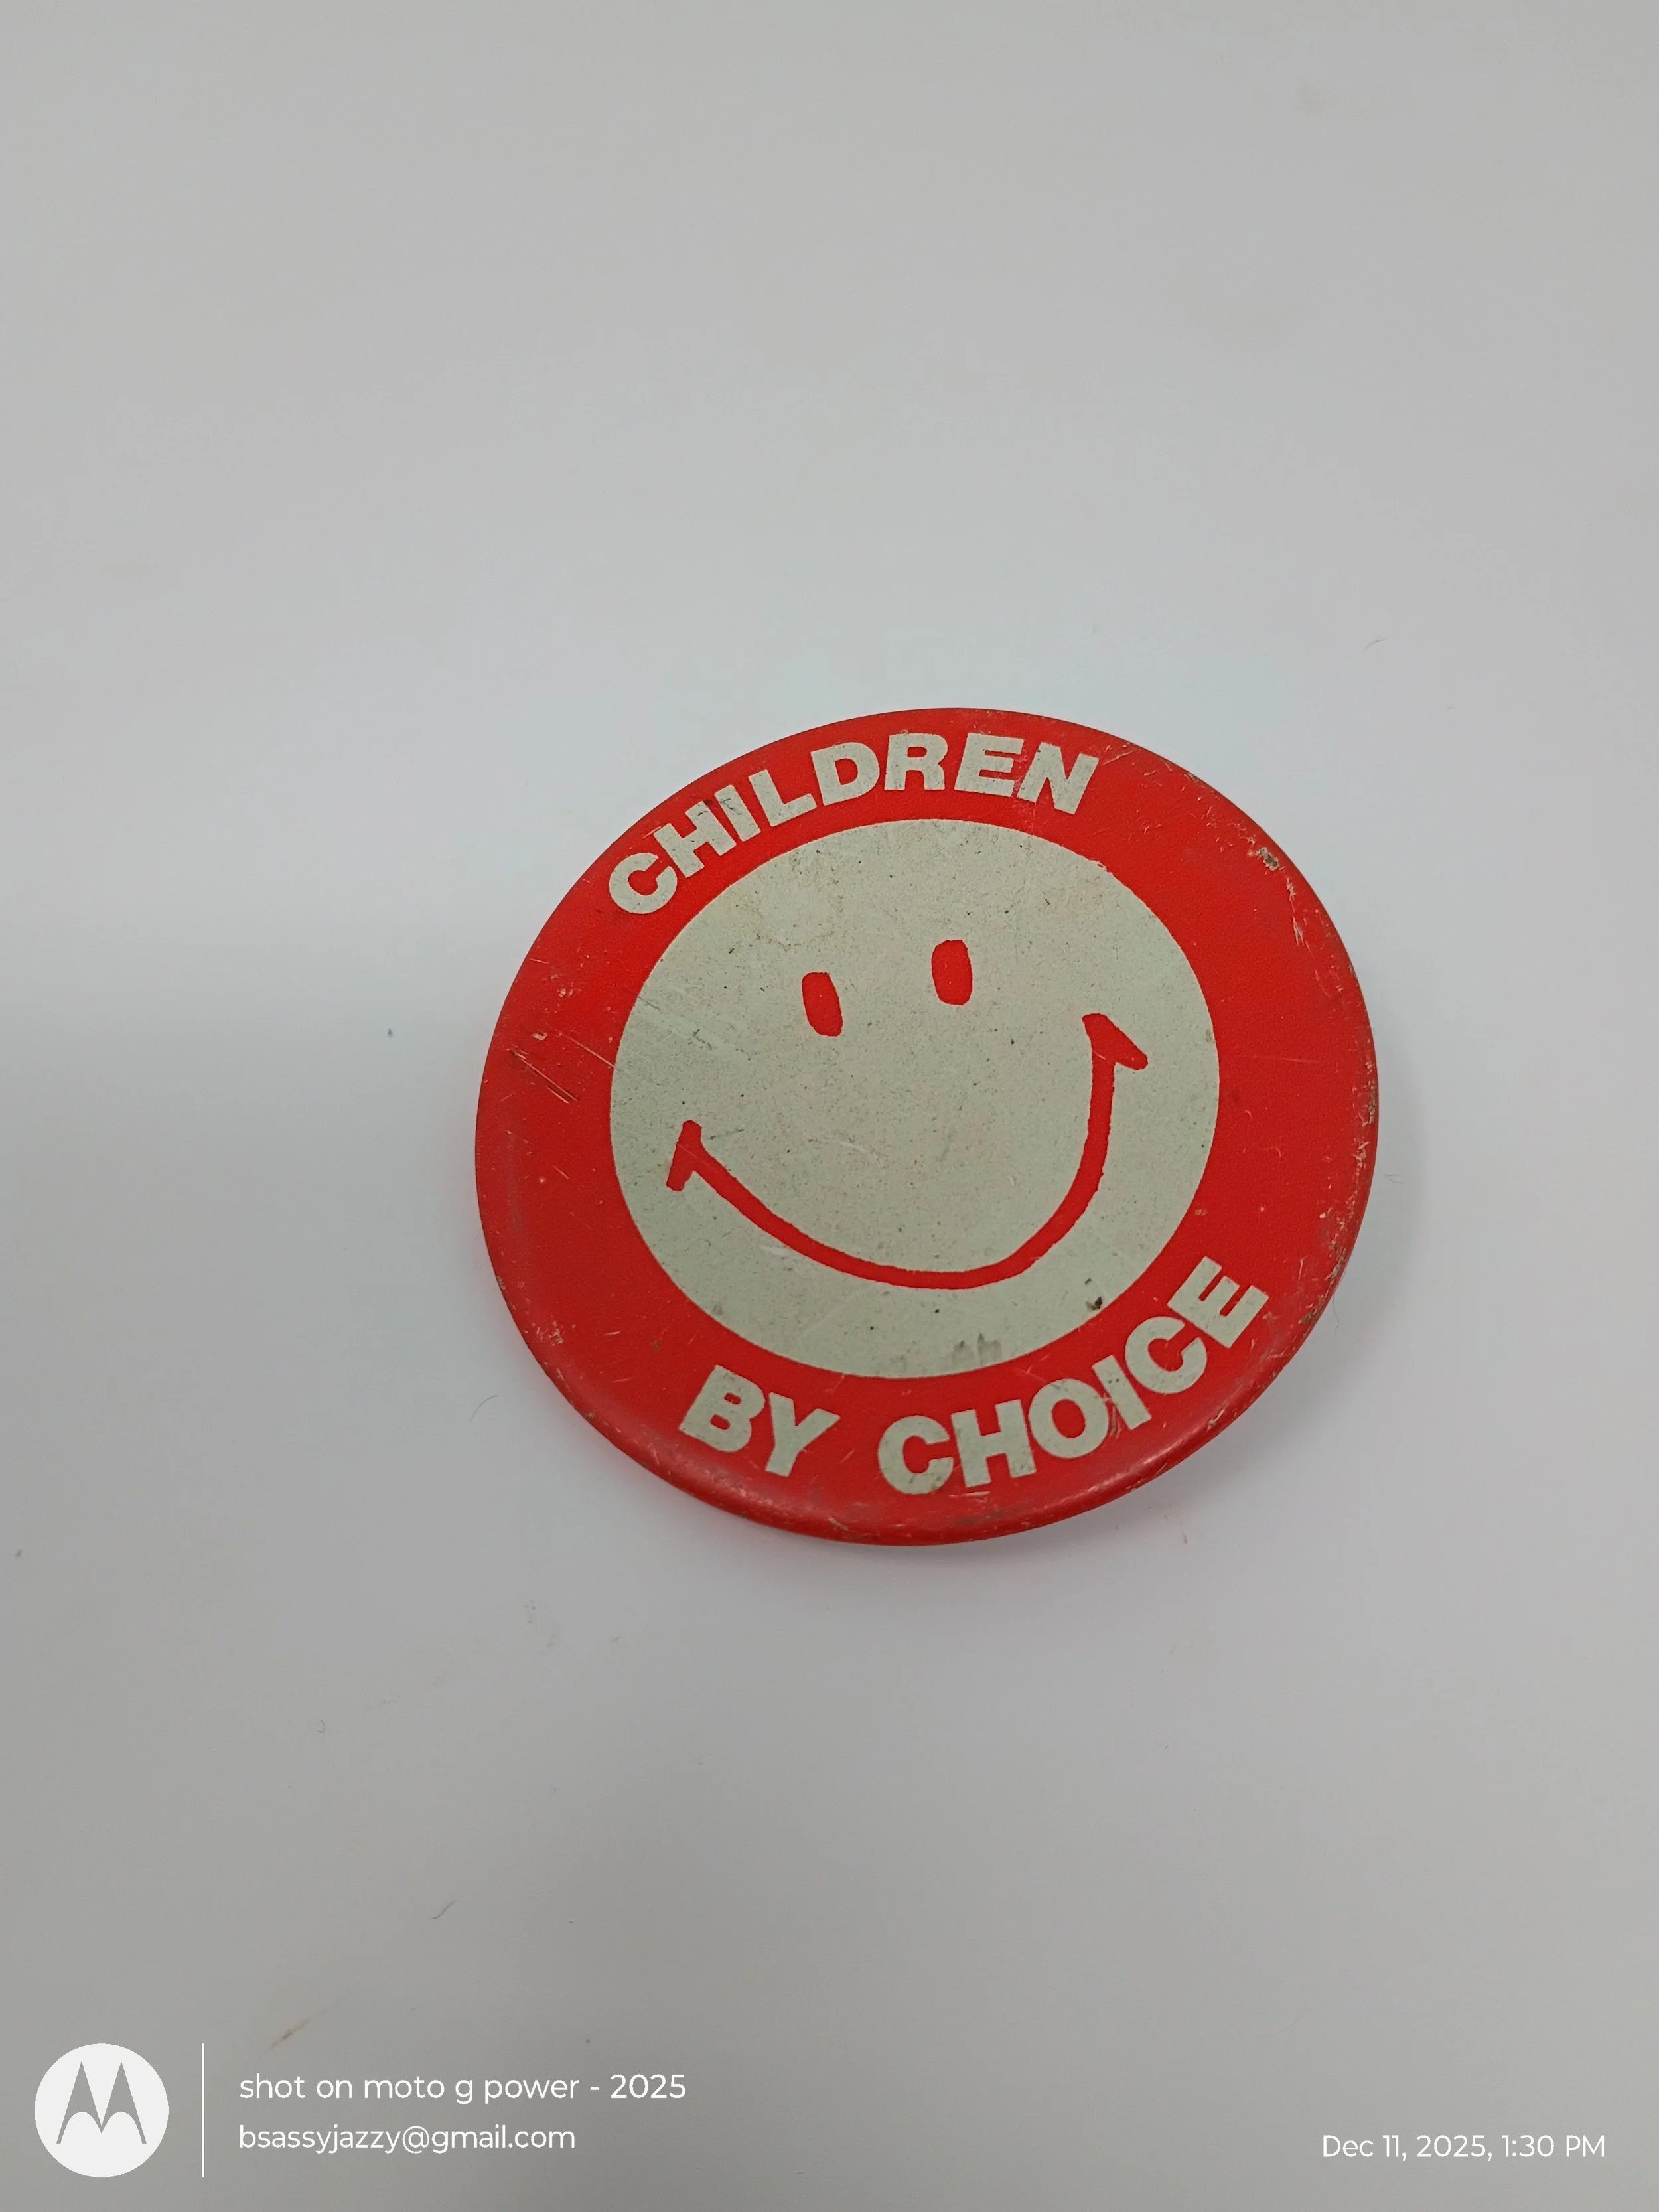 CHILDREN
BY CHOICE
shot on moto g power - 2025
bsassyjazzy@gmail.com
Dec 11, 2025, 1:30 PM